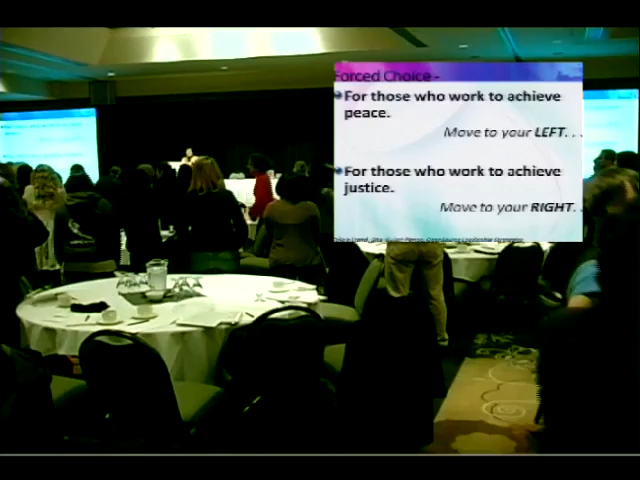 Forced Choice -
For those who work to achieve
peace.
Move to your LEFT. . .
For those who work to achieve
justice.
Move to your RIGHT. .